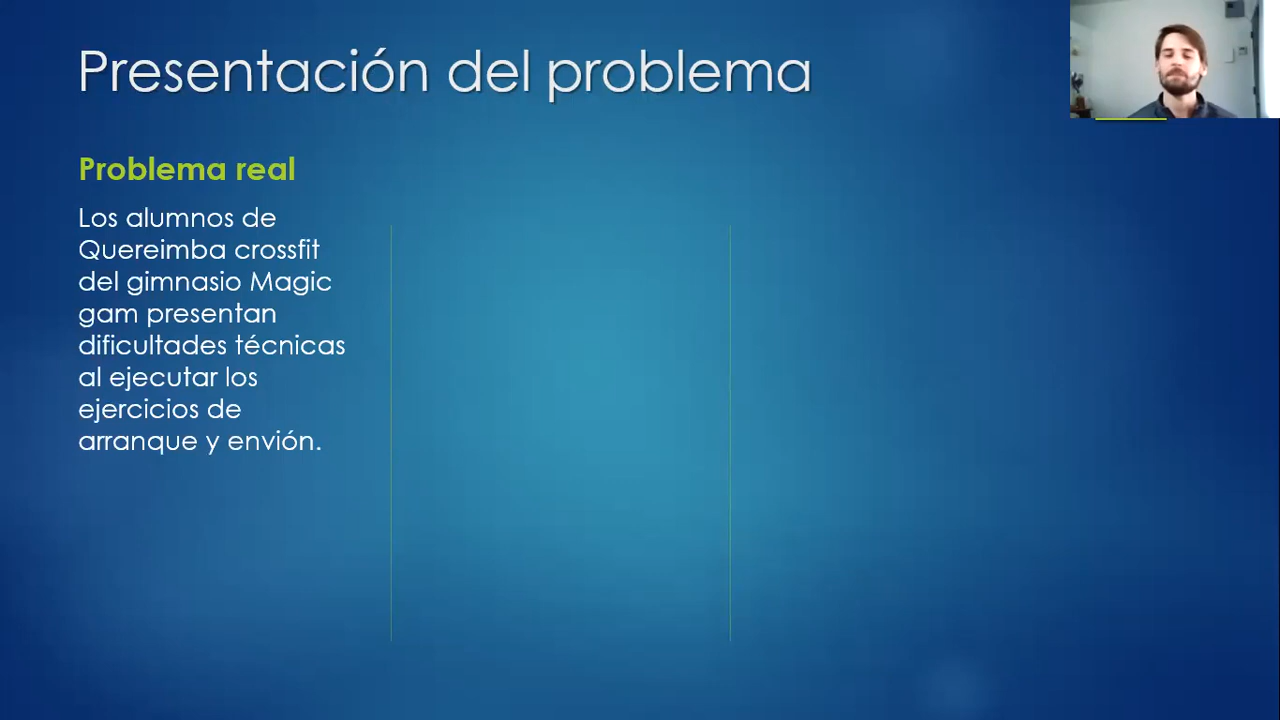 Presentación del problema
Problema real
Los alumnos de
Quereimba crossfit
del gimnasio Magic
gam presentan
dificultades técnicas
al ejecutar los
ejercicios de
arranque y envión.